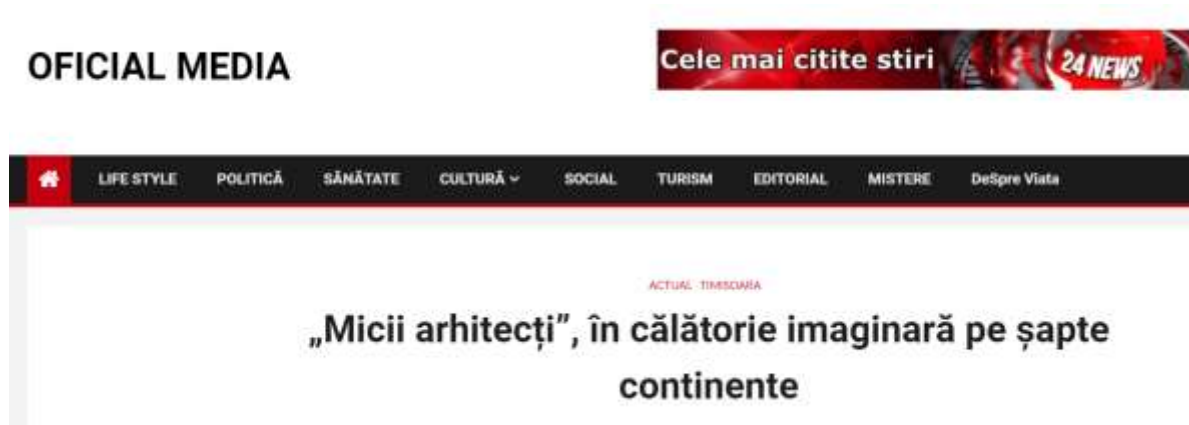 OFICIAL MEDIA
Cele mai citite stiri
24 NEWS
LIFE STYLE POLITICĂ SĂNĂTATE CULTURĂ SOCIAL TURISM EDITORIAL MISTERE DeSpre Viata
ACTUAL TIMISOARA
„Micii arhitecți”, în călătorie imaginară pe șapte
continente